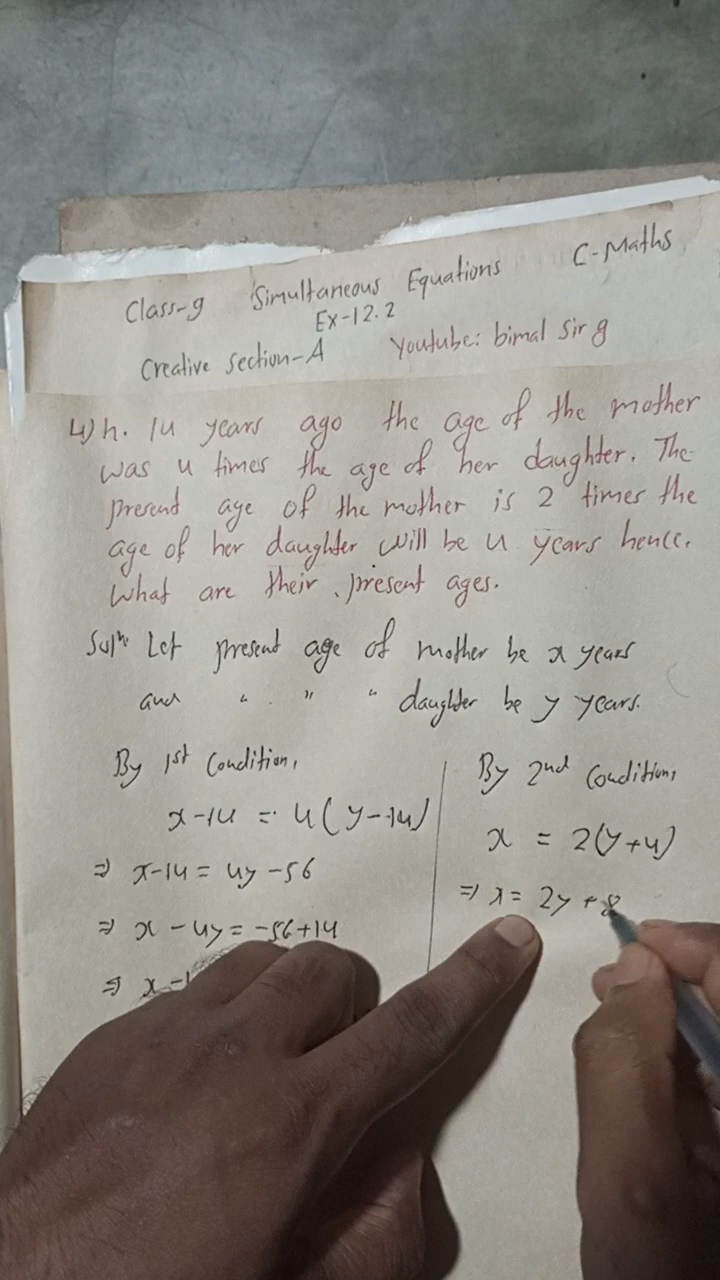 Class-9 Simultaneous Equations C-Maths
Ex-12.2
Creative Section-A Youtube: bimal Sir g
4) h. 14 years ago the age of the mother
was 4 times the age of her daughter. The
present age of the mother is 2 times the
age of her daughter will be 4 years hence.
What are their present ages.
Solⁿ Let present age of mother be x years
and " " " daughter be y years.
By 1st Condition,
x-14 = 4(y-14)
⇒ x-14 = 4y -56
⇒ x - 4y = -56+14
⇒ x -
By 2nd Condition,
x = 2(y+4)
⇒ x = 2y + 8